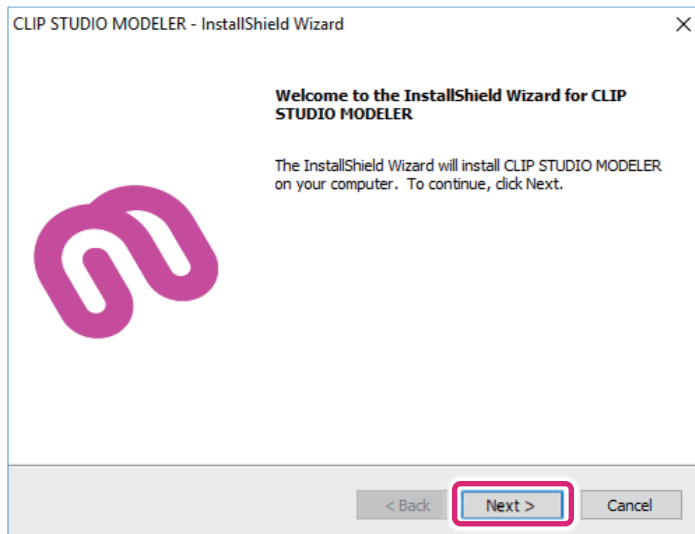 CLIP STUDIO MODELER - InstallShield Wizard
Welcome to the InstallShield Wizard for CLIP
STUDIO MODELER
The InstallShield Wizard will install CLIP STUDIO MODELER
on your computer. To continue, click Next.
< Back
Next >
Cancel